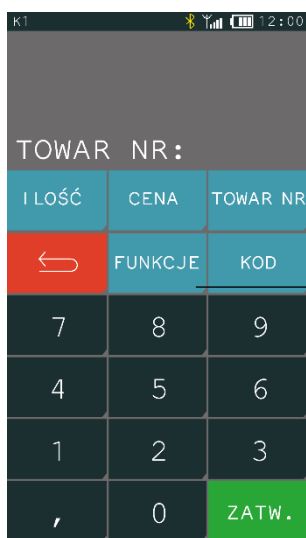 K1 12:00
TOWAR NR:
ILOŚĆ CENA TOWAR NR
FUNKCJE KOD
7 8 9
4 5 6
1 2 3
, 0 ZATW.